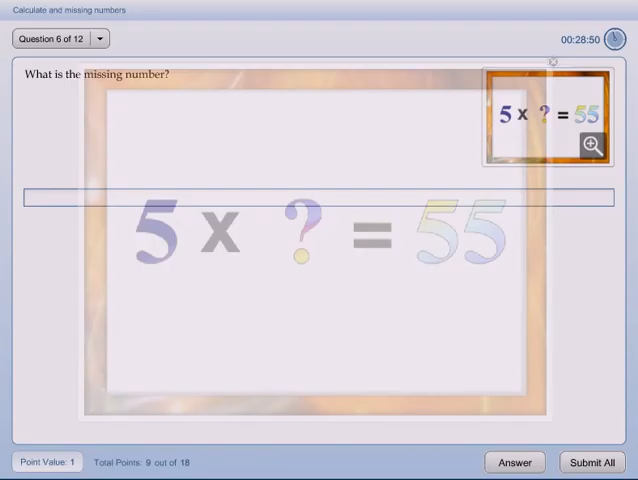 Calculate and missing numbers
Question 6 of 12
00:28:50
What is the missing number?
5 x ? = 55
5 x ? = 55
Point Value: 1 Total Points: 9 out of 18 Answer Submit All